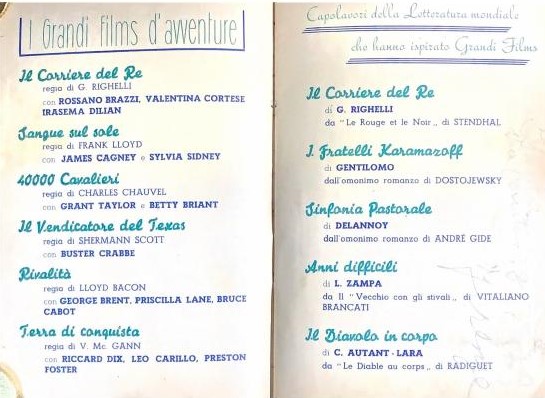 I Grandi films d'avventure
Il Corriere del Re
regia di G. RIGHELLI
con ROSSANO BRAZZI, VALENTINA CORTESE
IRASEMA DILIAN
Sangue sul sole
regia di FRANK LLOYD
con JAMES CAGNEY e SYLVIA SIDNEY
40000 Cavalieri
regia di CHARLES CHAUVEL
con GRANT TAYLOR e BETTY BRIANT
Il Vendicatore del Texas
regia di SHERMANN SCOTT
con BUSTER CRABBE
Rivalità
regia di LLOYD BACON
con GEORGE BRENT, PRISCILLA LANE, BRUCE
CABOT
Terra di conquista
regia di V. Mc. GANN
con RICCARD DIX, LEO CARILLO, PRESTON
FOSTER
Capolavori della Letteratura mondiale
che hanno ispirato Grandi Films
Il Corriere del Re
di G. RIGHELLI
da "Le Rouge et le Noir„ di STENDHAL
I Fratelli Karamazoff
di GENTILOMO
dall'omonimo romanzo di DOSTOJEWSKY
Sinfonia Pastorale
di DELANNOY
dall'omonimo romanzo di ANDRÉ GIDE
Anni difficili
di L. ZAMPA
da Il "Vecchio con gli stivali„ di VITALIANO
BRANCATI
Il Diavolo in corpo
di C. AUTANT-LARA
da "Le Diable au corps„ di RADIGUET